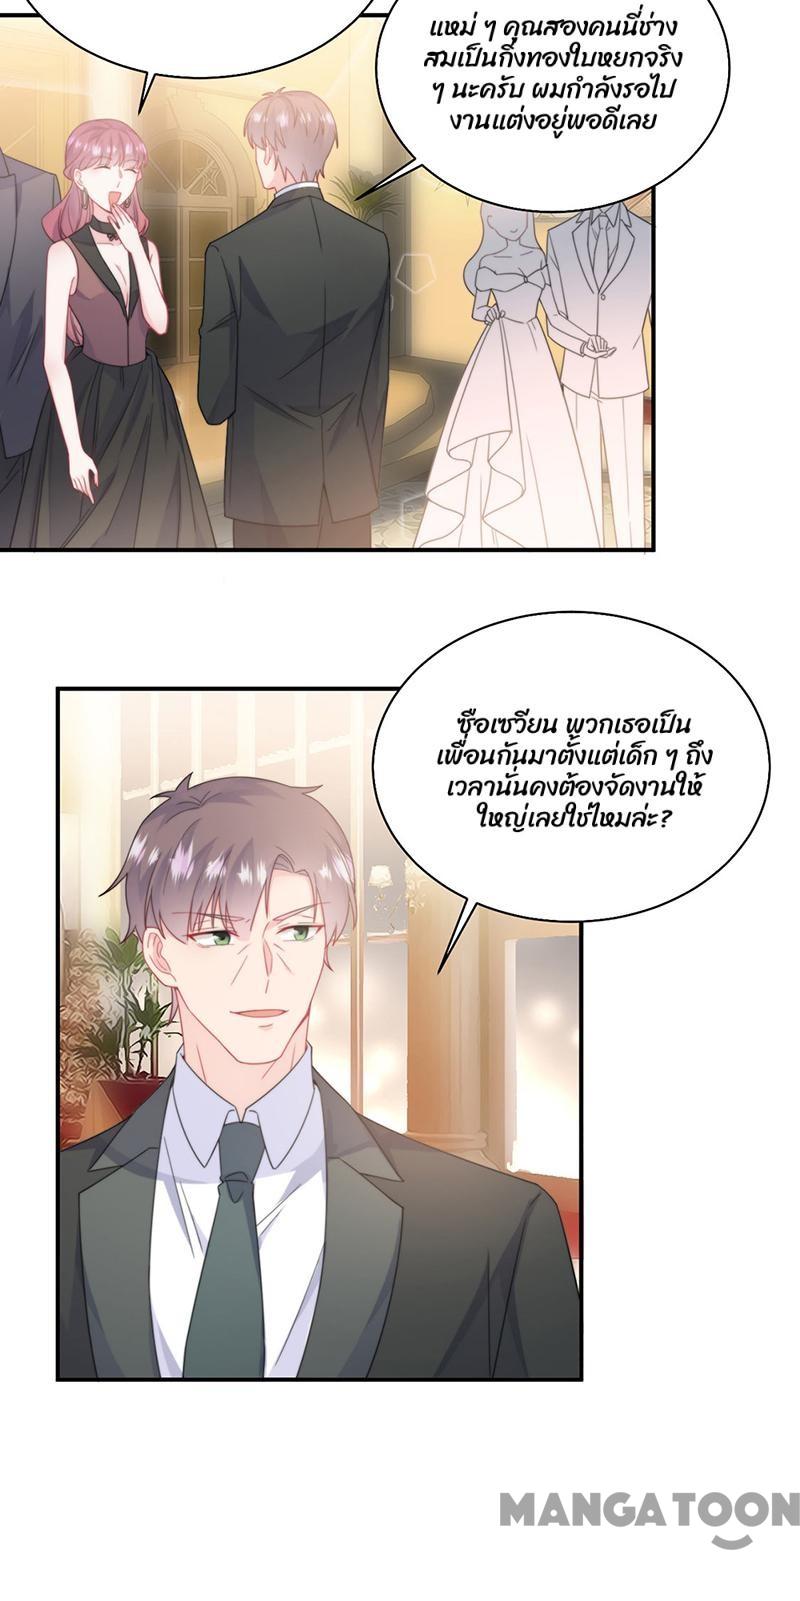 แหม่ ๆ คุณสองคนนี่ช่าง
สมเป็นกิ่งทองใบหยกจริง
ๆ นะครับ ผมกำลังรอไป
งานแต่งอยู่พอดีเลย
ซือเซวียน พวกเธอเป็น
เพื่อนกันมาตั้งแต่เด็ก ๆ ถึง
เวลานั้นคงต้องจัดงานให้
ใหญ่เลยใช่ไหมล่ะ?
MANGATOON